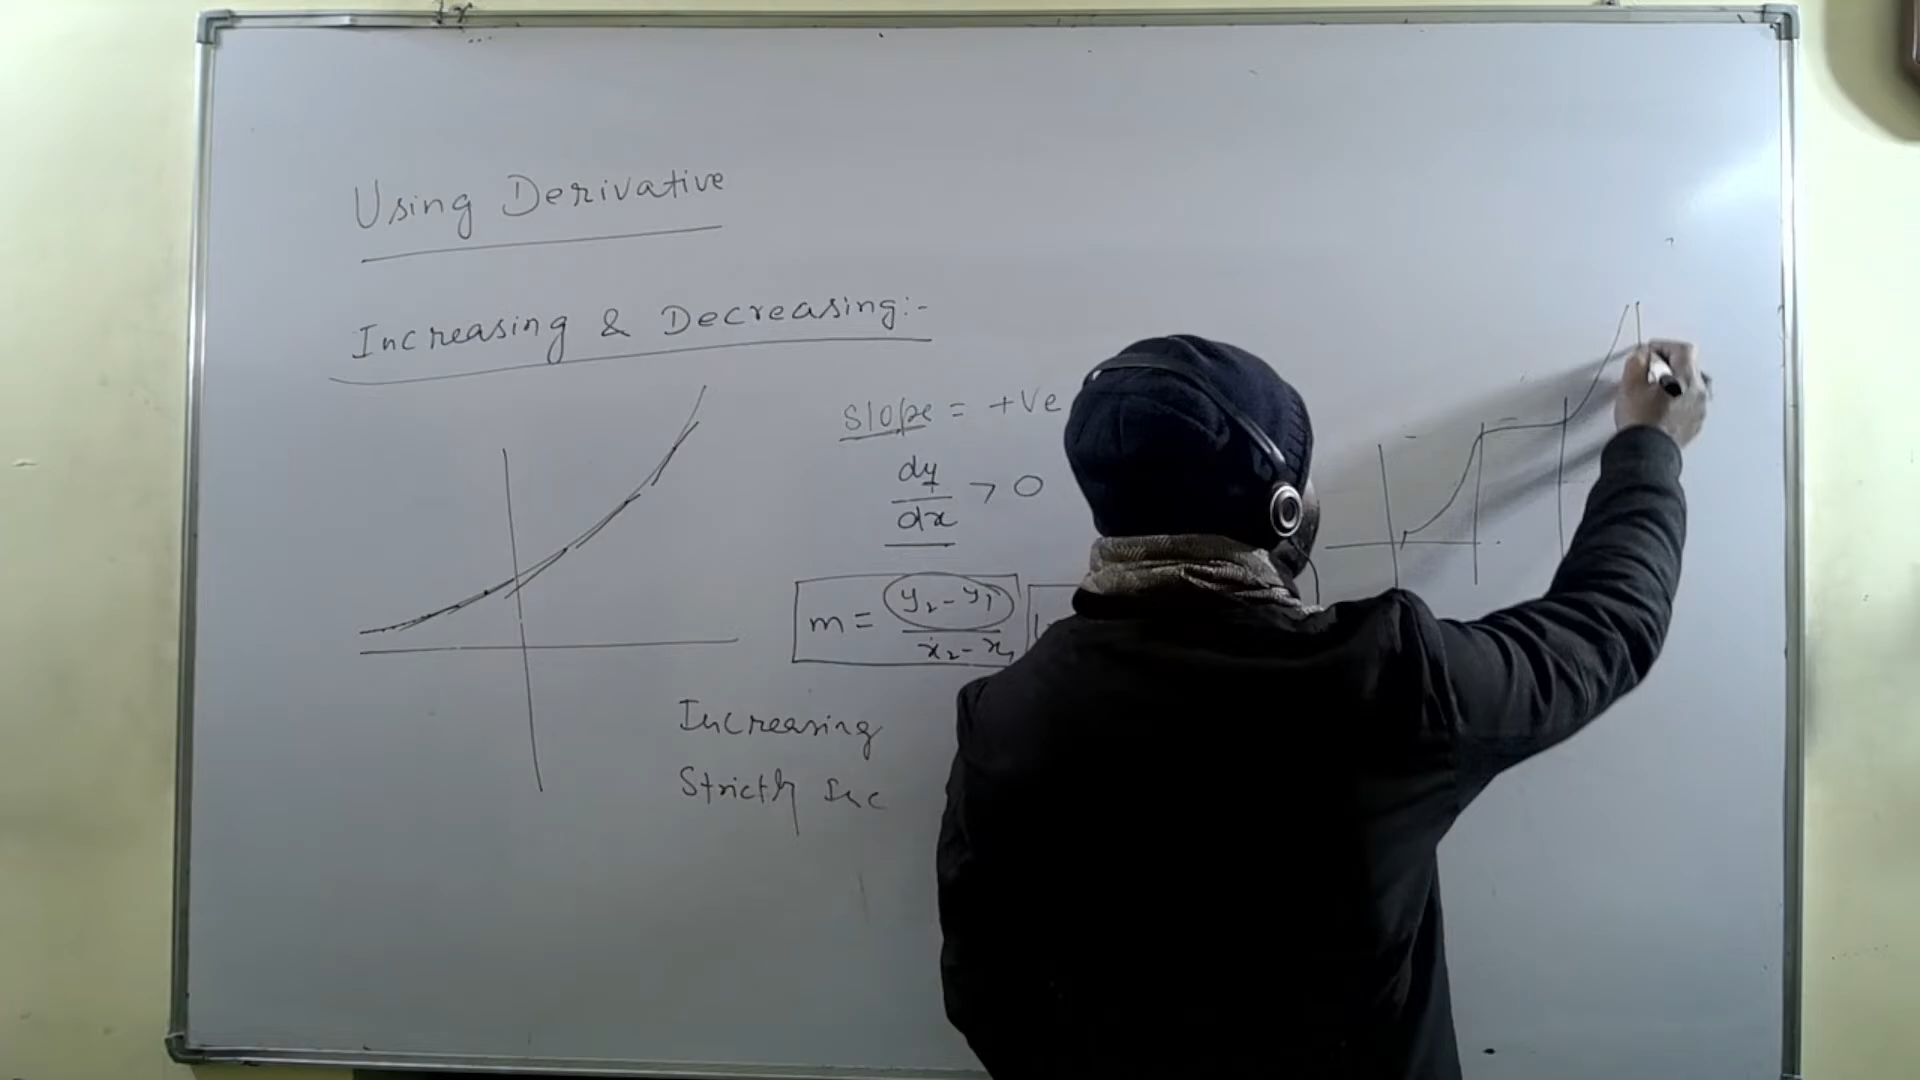 Using Derivative
Increasing & Decreasing:-
Slope = +Ve
dy/dx > 0
m = y₂-y₁/x₂-x₁
Increasing
Strictly Inc